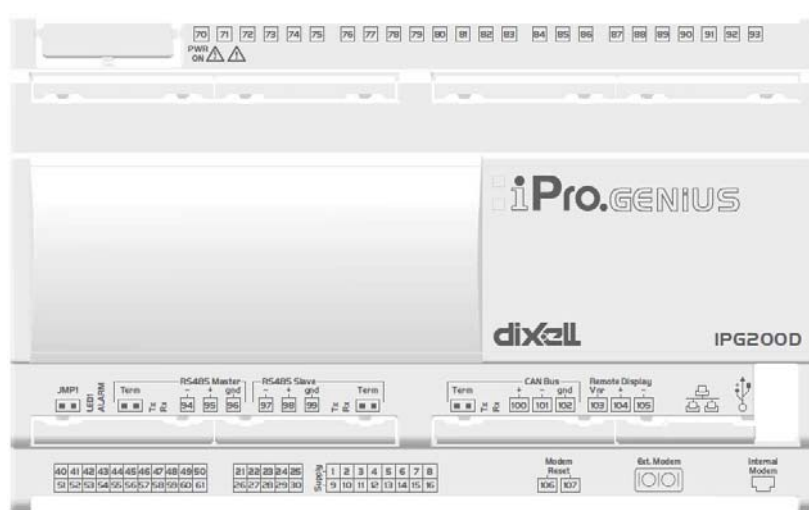 70 71 72 73 74 75 76 77 78 79 80 81 82 83 84 85 86 87 88 89 90 91 92 93
PWR
ON
iPro.GENIUS
dixell
IPG200D
JMP1 LED1 ALARM Term RS485 Master RS485 Slave Term Term CAN Bus Remote Display
- + gnd - + gnd + - gnd Vnr + -
Tx Rx 94 95 96 97 98 99 Tx Rx Tx Rx 100 101 102 103 104 105
Modem Reset Ext. Modem Internal Modem
40 41 42 43 44 45 46 47 48 49 50 21 22 23 24 25 Supply 1 2 3 4 5 6 7 8
51 52 53 54 55 56 57 58 59 60 61 26 27 28 29 30 9 10 11 12 13 14 15 16 106 107